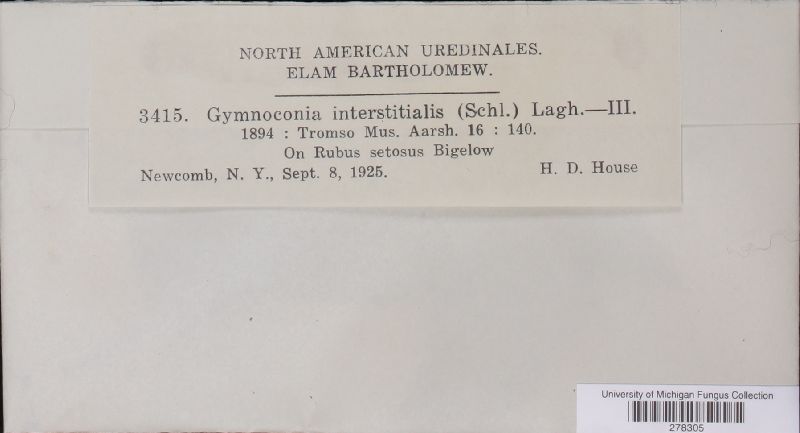 NORTH AMERICAN UREDINALES.
ELAM BARTHOLOMEW.
3415. Gymnoconia interstitialis (Schl.) Lagh.—III.
1894 : Tromso Mus. Aarsh. 16 : 140.
On Rubus setosus Bigelow
Newcomb, N. Y., Sept. 8, 1925. H. D. House
University of Michigan Fungus Collection
278305